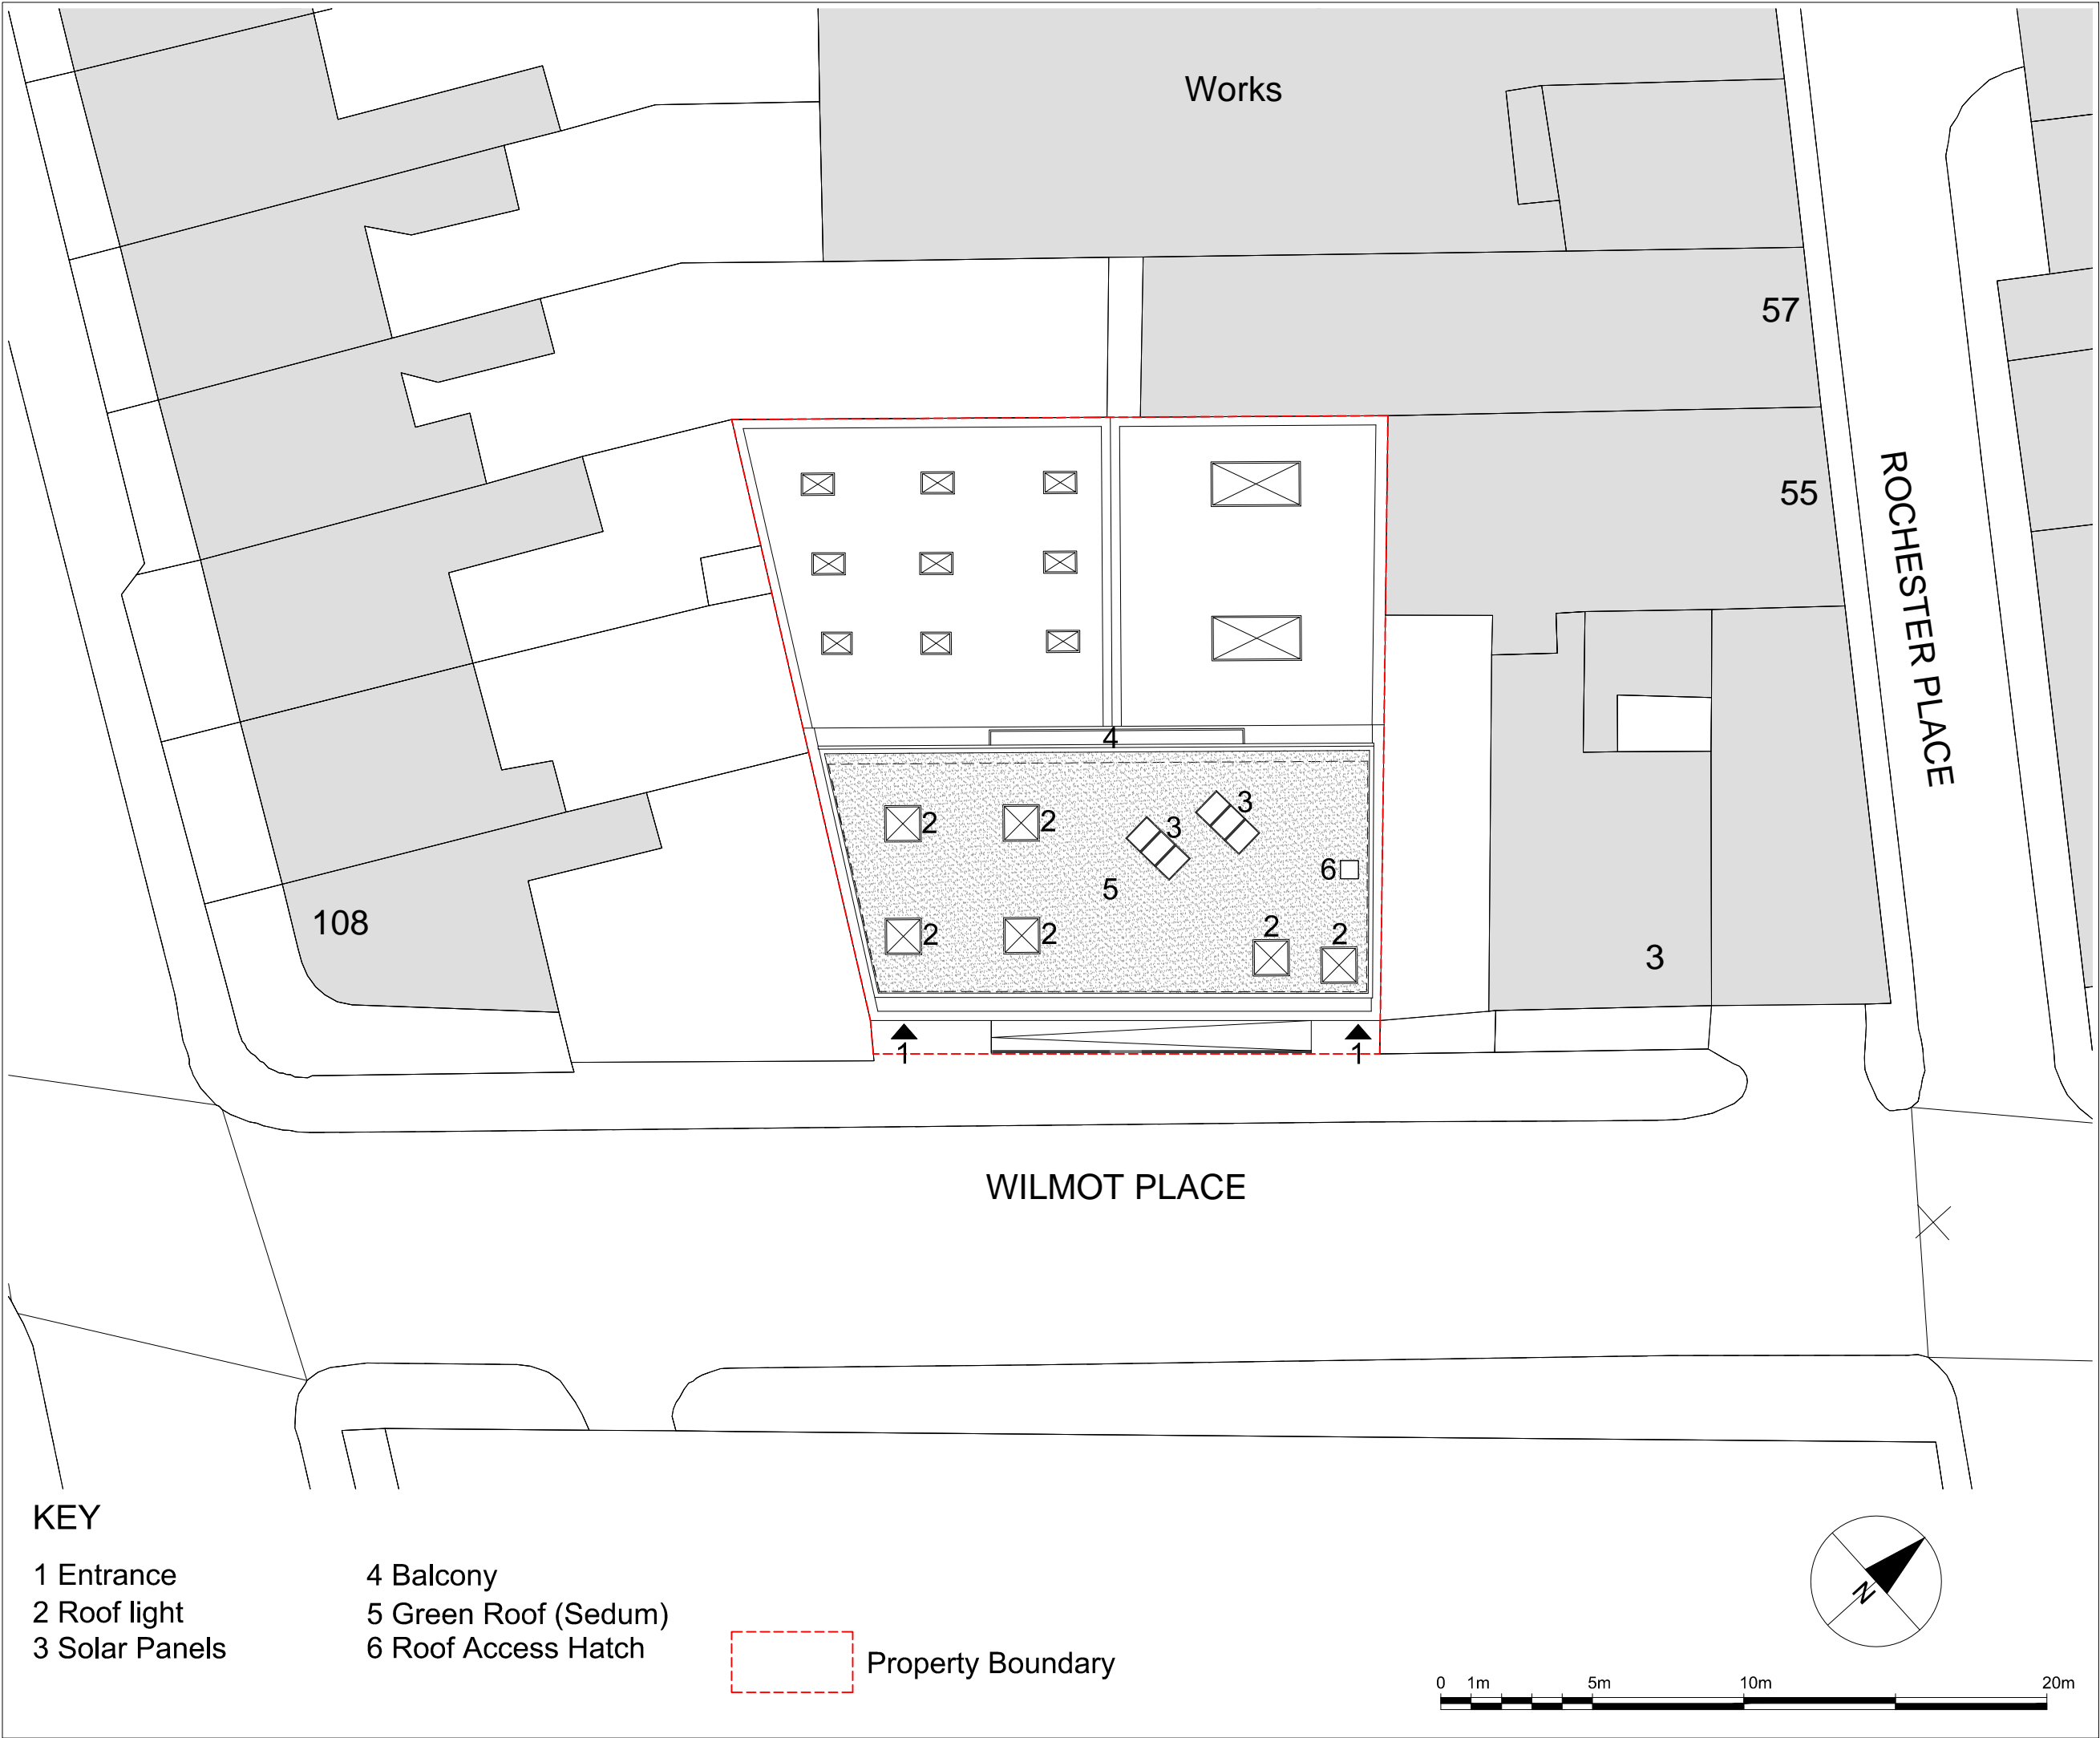 Works
57
55
ROCHESTER PLACE
4
3
2
2
3
6
5
108
2
2
2
2
3
1
1
WILMOT PLACE
KEY
1 Entrance
2 Roof light
3 Solar Panels
4 Balcony
5 Green Roof (Sedum)
6 Roof Access Hatch
Property Boundary
N
0 1m 5m 10m 20m